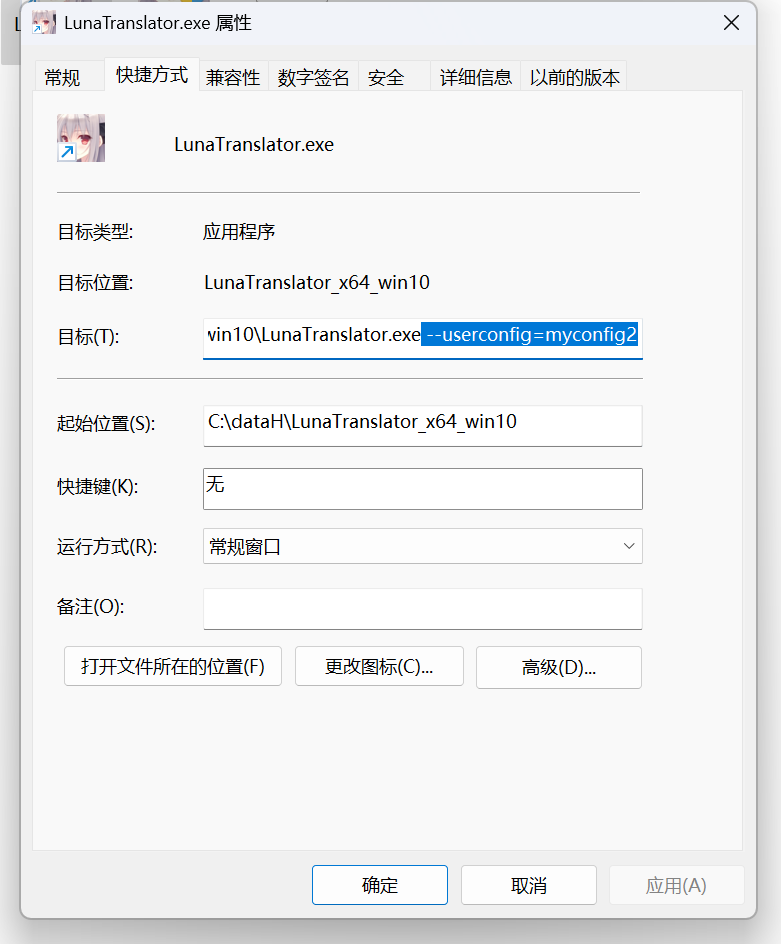 LunaTranslator.exe 属性
常规 快捷方式 兼容性 数字签名 安全 详细信息 以前的版本
LunaTranslator.exe
目标类型: 应用程序
目标位置: LunaTranslator_x64_win10
目标(T): win10\LunaTranslator.exe --userconfig=myconfig2
起始位置(S): C:\dataH\LunaTranslator_x64_win10
快捷键(K): 无
运行方式(R): 常规窗口
备注(O):
打开文件所在的位置(F) 更改图标(C)... 高级(D)...
确定 取消 应用(A)